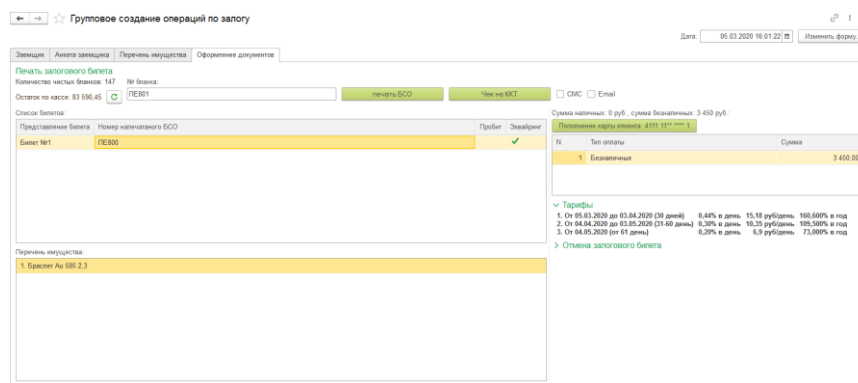 Групповое создание операций по залогу
Дата: 05.03.2020 16:01:22 Изменить форму.
Заемщик Анкета заемщика Перечень имущества Оформление документов
Печать залогового билета
Количество чистых бланков: 147 № бланка:
Остаток по кассе: 83 590,45 ПЕ801 печать БСО Чек на ККТ СМС Email
Список билетов: Сумма наличных: 0 руб., сумма безналичных: 3 450 руб.:
Представление билета Номер напечатанного БСО Пробит Эквайринг Пополнение карты клиента: 4111 11** **** 1
Билет №1 ПЕ800 N Тип оплаты Сумма
1 Безналичные 3 450,00
Тарифы
1. От 05.03.2020 до 03.04.2020 (30 дней) 0,44% в день 15,18 руб/день 160,600% в год
2. От 04.04.2020 до 03.05.2020 (31-60 день) 0,30% в день 10,35 руб/день 109,500% в год
3. От 04.05.2020 (от 61 день) 0,20% в день 6,9 руб/день 73,000% в год
Отмена залогового билета
Перечень имущества
1. Браслет Au 585 2,3